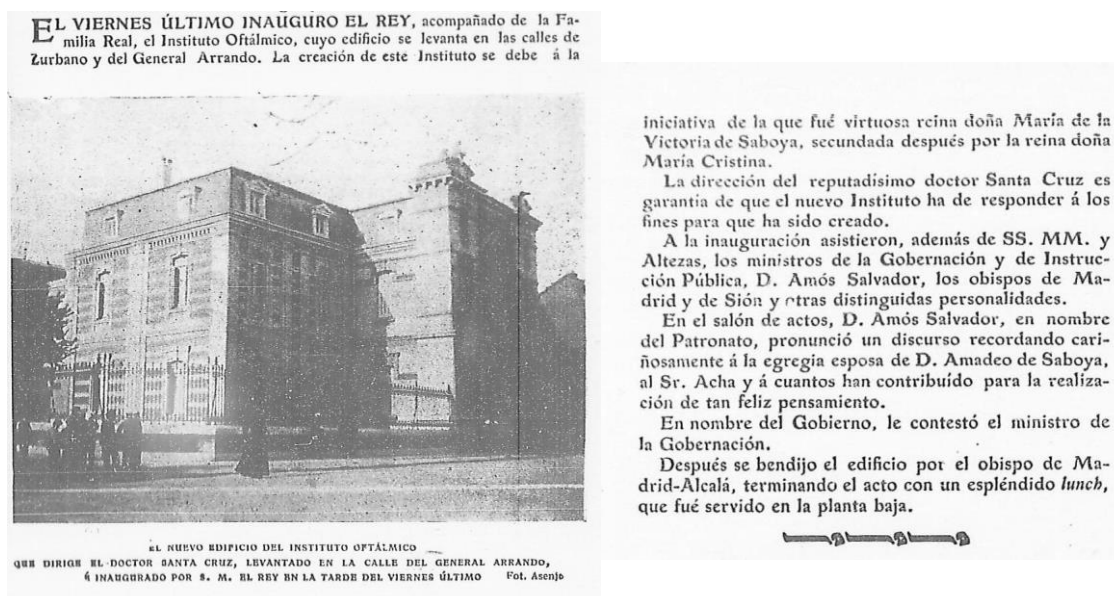 EL VIERNES ÚLTIMO INAUGURO EL REY, acompañado de la Fa-
milia Real, el Instituto Oftálmico, cuyo edificio se levanta en las calles de
Zurbano y del General Arrando. La creación de este Instituto se debe á la
EL NUEVO EDIFICIO DEL INSTITUTO OFTÁLMICO
QUE DIRIGE EL DOCTOR SANTA CRUZ, LEVANTADO EN LA CALLE DEL GENERAL ARRANDO,
É INAUGURADO POR S. M. EL REY EN LA TARDE DEL VIERNES ÚLTIMO Fot. Asenjo
iniciativa de la que fué virtuosa reina doña María de la
Victoria de Saboya, secundada después por la reina doña
María Cristina.
La dirección del reputadísimo doctor Santa Cruz es
garantia de que el nuevo Instituto ha de responder á los
fines para que ha sido creado.
A la inauguración asistieron, además de SS. MM. y
Altezas, los ministros de la Gobernación y de Instruc-
ción Pública, D. Amós Salvador, los obispos de Ma-
drid y de Sión y otras distinguidas personalidades.
En el salón de actos, D. Amós Salvador, en nombre
del Patronato, pronunció un discurso recordando cari-
ñosamente á la egregia esposa de D. Amadeo de Saboya,
al Sr. Acha y á cuantos han contribuído para la realiza-
ción de tan feliz pensamiento.
En nombre del Gobierno, le contestó el ministro de
la Gobernación.
Después se bendijo el edificio por el obispo de Ma-
drid-Alcalá, terminando el acto con un espléndido lunch,
que fué servido en la planta baja.